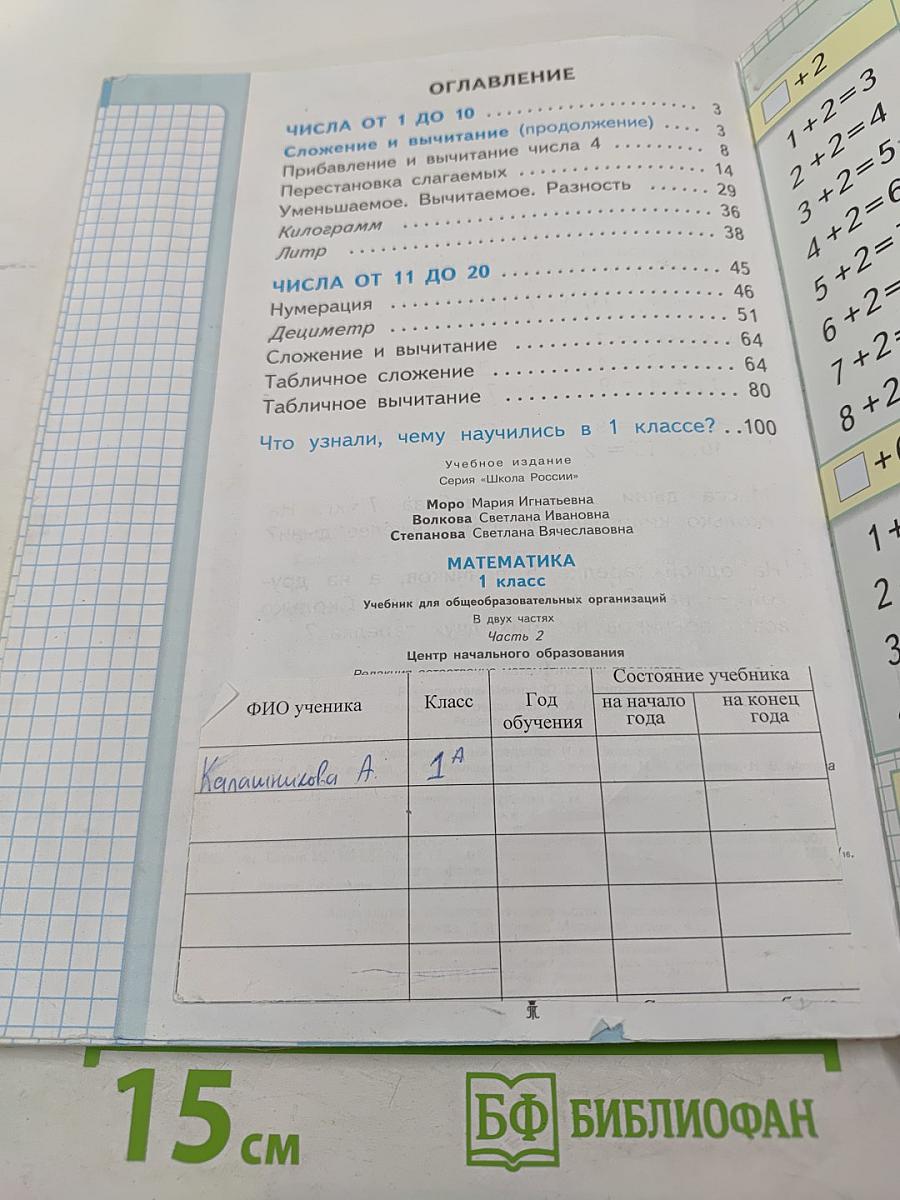 ОГЛАВЛЕНИЕ
ЧИСЛА ОТ 1 ДО 10 ........................ 3
Сложение и вычитание (продолжение) .... 3
Прибавление и вычитание числа 4 ......... 8
Перестановка слагаемых .................. 14
Уменьшаемое. Вычитаемое. Разность ...... 29
Килограмм ............................ 36
Литр ................................ 38
ЧИСЛА ОТ 11 ДО 20 ..................... 45
Нумерация ............................ 46
Дециметр ............................ 51
Сложение и вычитание .................. 64
Табличное сложение .................... 64
Табличное вычитание ................... 80
Что узнали, чему научились в 1 классе? ..100
Учебное издание
Серия «Школа России»
Моро Мария Игнатьевна
Волкова Светлана Ивановна
Степанова Светлана Вячеславовна
МАТЕМАТИКА
1 класс
Учебник для общеобразовательных организаций
В двух частях
Часть 2
Центр начального образования
ФИО ученика
Класс
Год обучения
Состояние учебника
на начало года
на конец года
Калашникова А. 1 А
□+2
1+2=3
2+2=4
3+2=5
4+2=6
5+2=
6+2=
7+2=
8+2
□+
1+
2
3
15 см
БФ БИБЛИОФАН